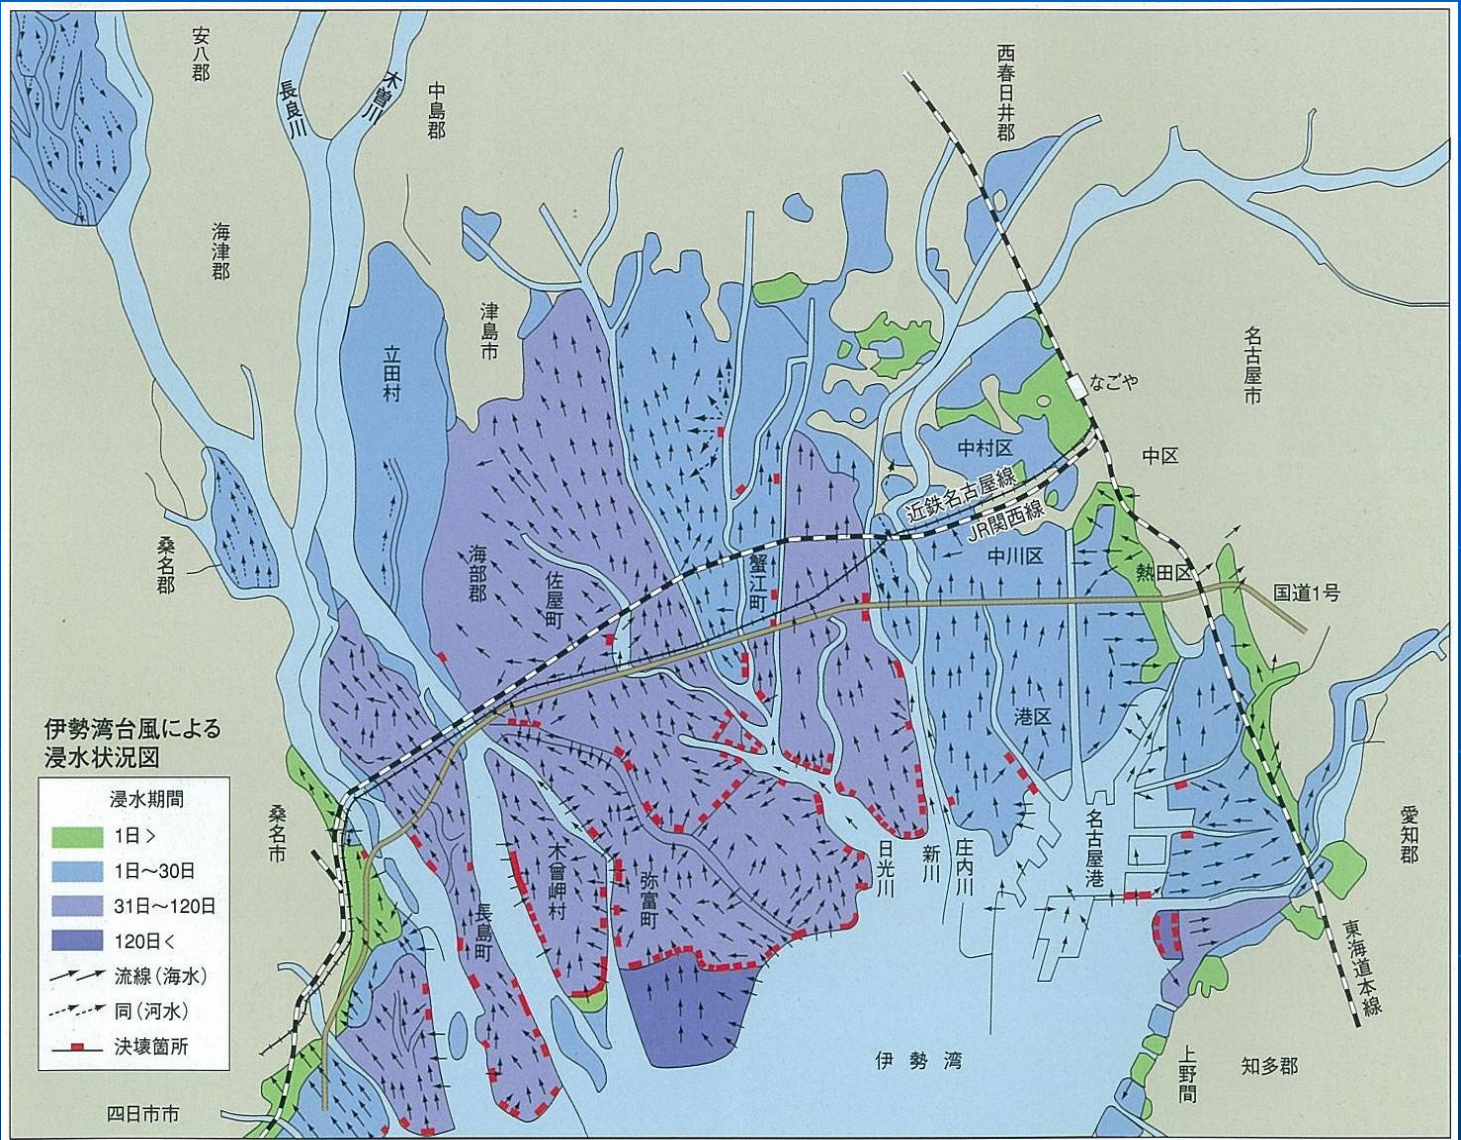 安八郡
長良川
木曽川
中島郡
西春日井郡
海津郡
津島市
立田村
名古屋市
なごや
中村区
中区
近鉄名古屋線
JR関西線
中川区
熱田区
国道1号
桑名郡
海部郡
佐屋町
蟹江町
港区
伊勢湾台風による
浸水状況図
浸水期間
1日>
1日〜30日
31日〜120日
120日<
流線(海水)
同(河水)
決壊箇所
桑名市
長島町
木曾岬村
弥富町
日光川
新川
庄内川
名古屋港
愛知郡
東海道本線
伊勢湾
上野間
知多郡
四日市市